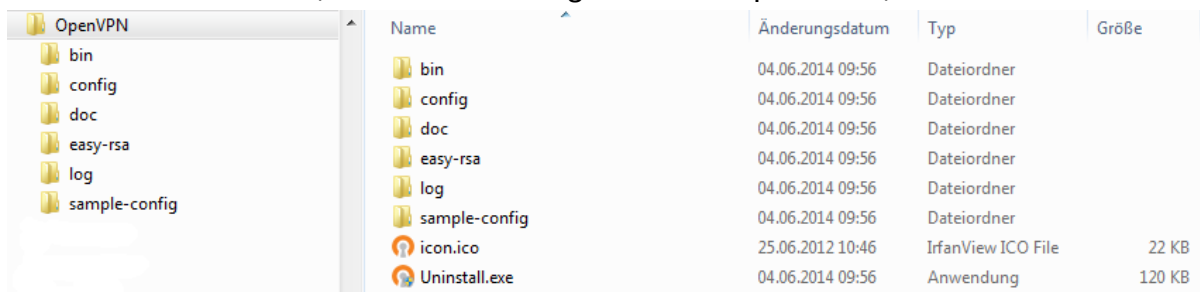 OpenVPN
bin
config
doc
easy-rsa
log
sample-config
Name Änderungsdatum Typ Größe
bin 04.06.2014 09:56 Dateiordner
config 04.06.2014 09:56 Dateiordner
doc 04.06.2014 09:56 Dateiordner
easy-rsa 04.06.2014 09:56 Dateiordner
log 04.06.2014 09:56 Dateiordner
sample-config 04.06.2014 09:56 Dateiordner
icon.ico 25.06.2012 10:46 IrfanView ICO File 22 KB
Uninstall.exe 04.06.2014 09:56 Anwendung 120 KB